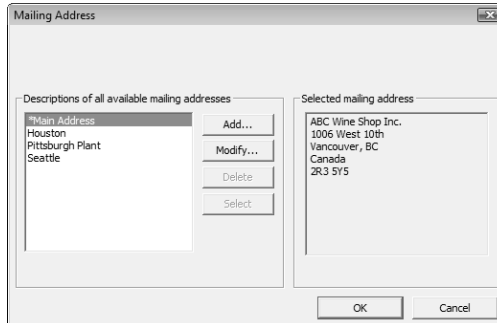 Mailing Address
Descriptions of all available mailing addresses
*Main Address
Houston
Pittsburgh Plant
Seattle
Add...
Modify...
Delete
Select
Selected mailing address
ABC Wine Shop Inc.
1006 West 10th
Vancouver, BC
Canada
2R3 5Y5
OK
Cancel